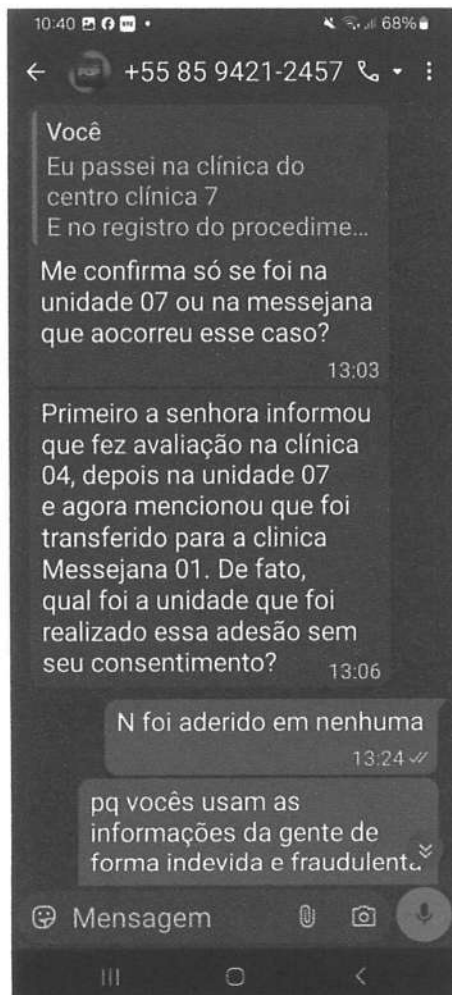 10:40
68%
+55 85 9421-2457
Você
Eu passei na clínica do
centro clínica 7
E no registro do procedime...
Me confirma só se foi na
unidade 07 ou na messejana
que aocorreu esse caso?
13:03
Primeiro a senhora informou
que fez avaliação na clínica
04, depois na unidade 07
e agora mencionou que foi
transferido para a clinica
Messejana 01. De fato,
qual foi a unidade que foi
realizado essa adesão sem
seu consentimento?
13:06
N foi aderido em nenhuma
13:24
pq vocês usam as
informações da gente de
forma indevida e fraudulenta
Mensagem